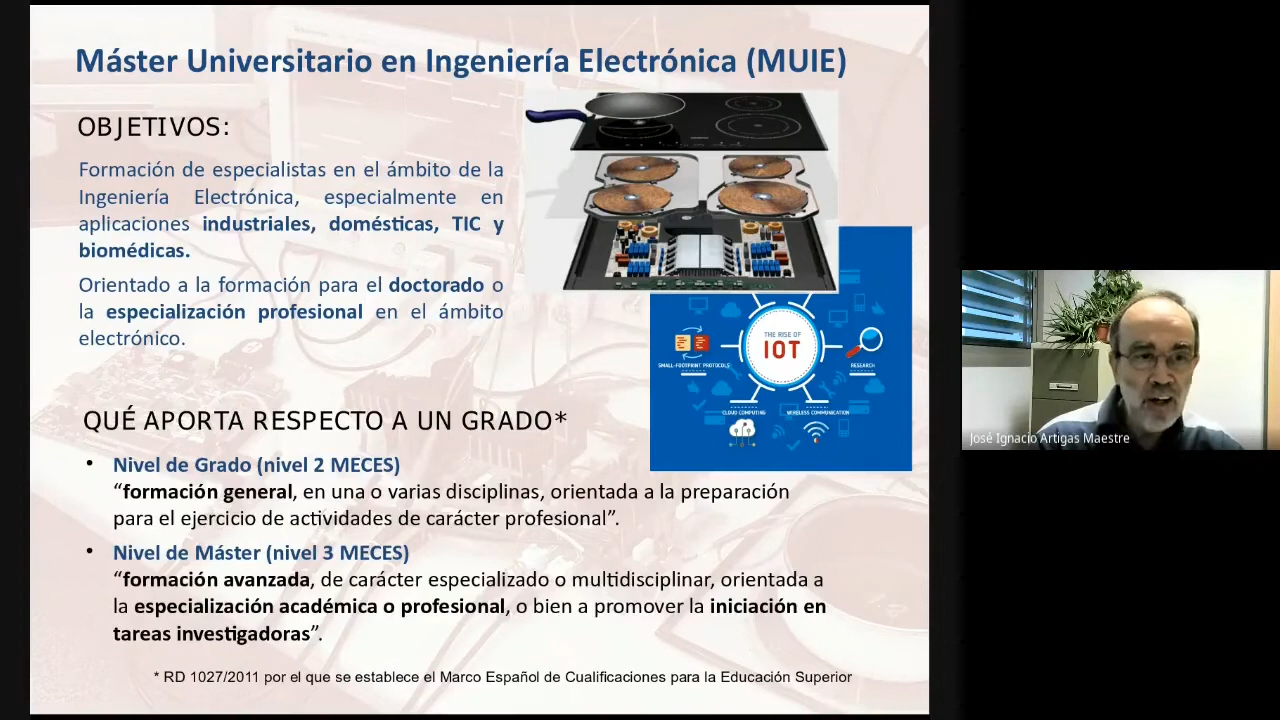 Máster Universitario en Ingeniería Electrónica (MUIE)
OBJETIVOS:
Formación de especialistas en el ámbito de la
Ingeniería Electrónica, especialmente en
aplicaciones industriales, domésticas, TIC y
biomédicas.
Orientado a la formación para el doctorado o
la especialización profesional en el ámbito
electrónico.
THE RISE OF
IOT
SMALL-FOOTPRINT PROTOCOLS
RESEARCH
CLOUD COMPUTING
WIRELESS COMMUNICATION
QUÉ APORTA RESPECTO A UN GRADO*
• Nivel de Grado (nivel 2 MECES)
“formación general, en una o varias disciplinas, orientada a la preparación
para el ejercicio de actividades de carácter profesional”.
• Nivel de Máster (nivel 3 MECES)
“formación avanzada, de carácter especializado o multidisciplinar, orientada a
la especialización académica o profesional, o bien a promover la iniciación en
tareas investigadoras”.
* RD 1027/2011 por el que se establece el Marco Español de Cualificaciones para la Educación Superior
José Ignacio Artigas Maestre